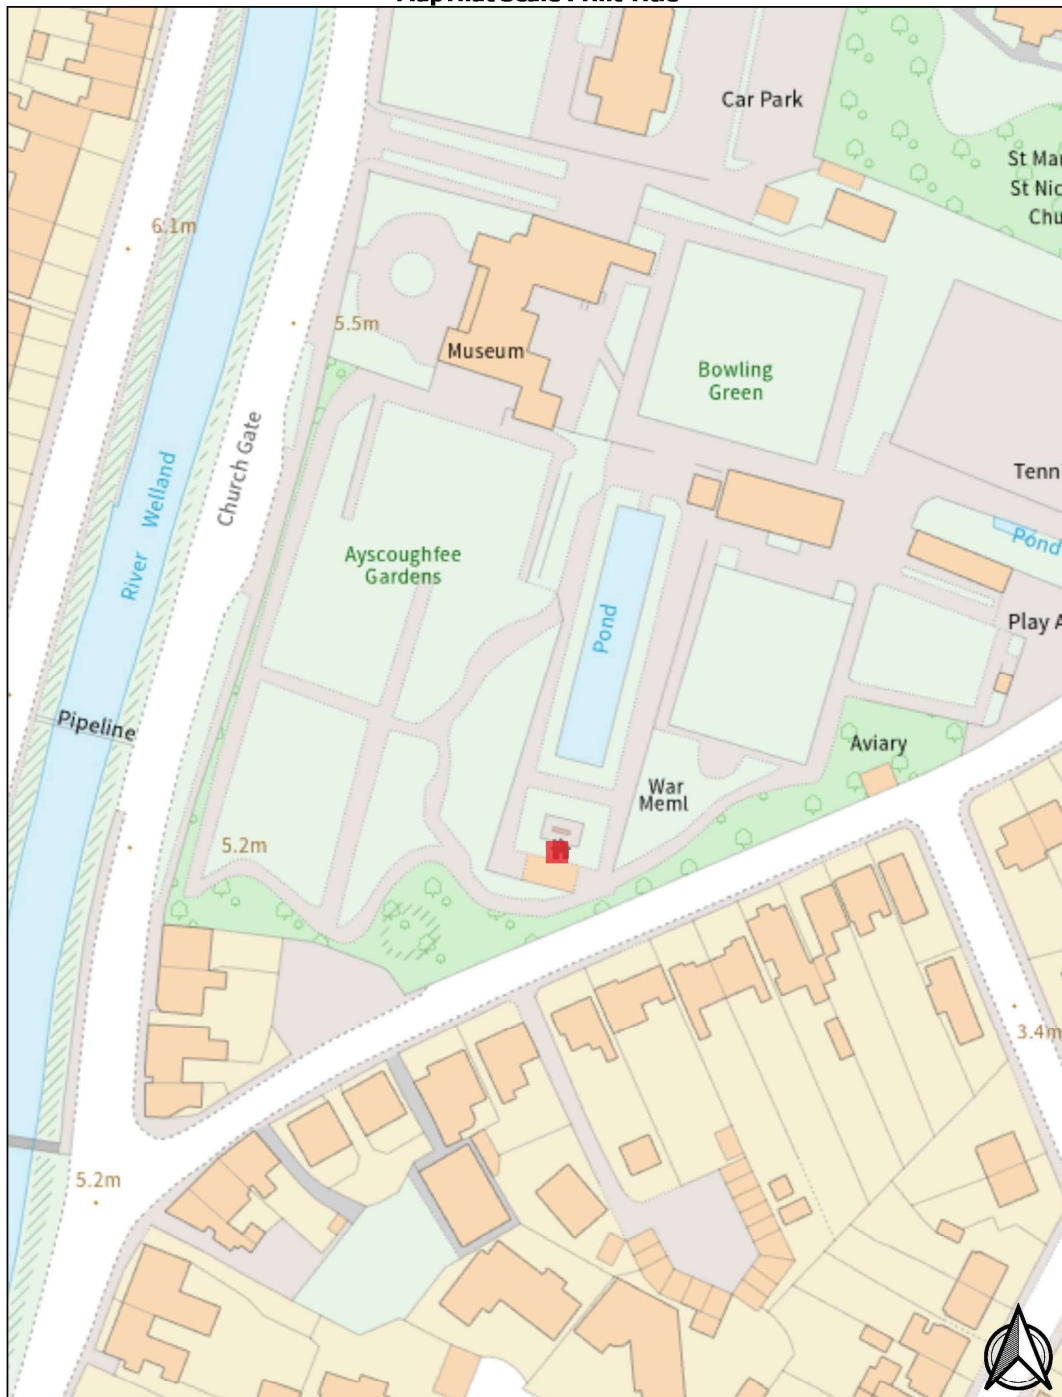 Car Park
St Mar
St Nic
Chu
6.1m
5.5m
Museum
Bowling
Green
Church Gate
River Welland
Tenn
Pond
Ayscoughfee
Gardens
Pond
Play A
Pipeline
Aviary
War
Meml
5.2m
3.4m
5.2m